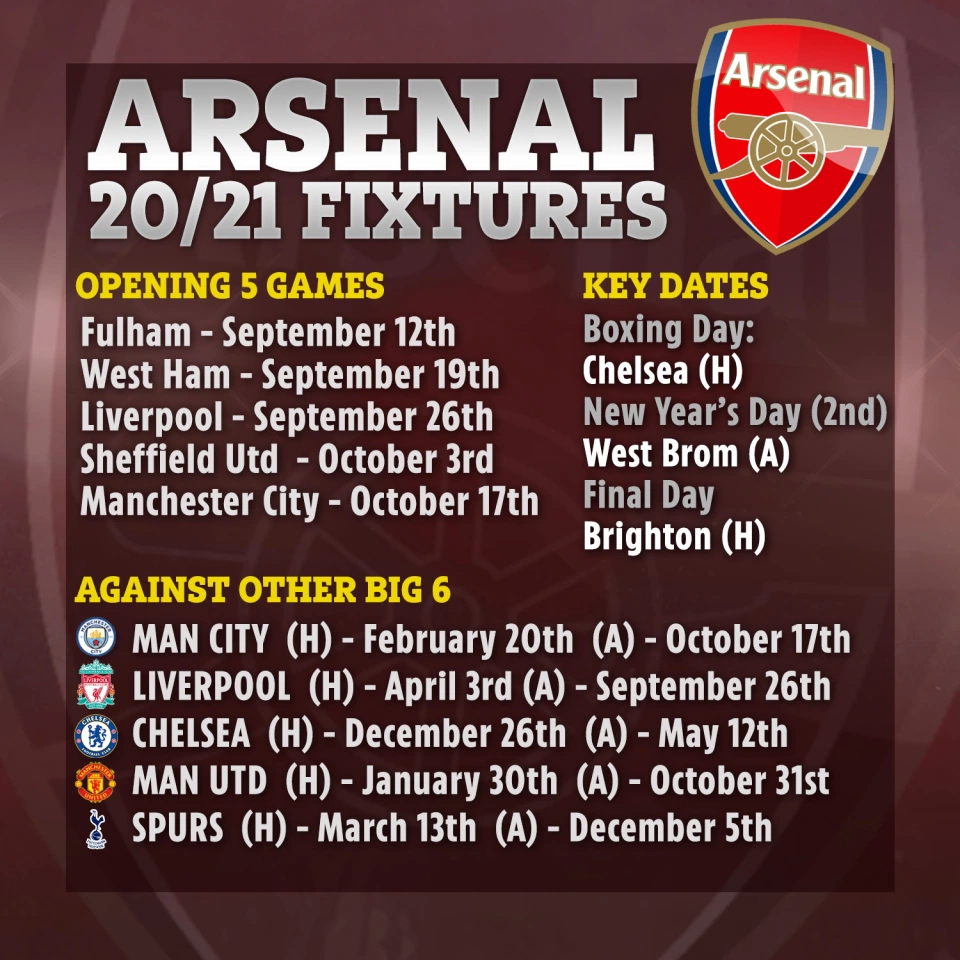 Arsenal
ARSENAL
20/21 FIXTURES
OPENING 5 GAMES
Fulham - September 12th
West Ham - September 19th
Liverpool - September 26th
Sheffield Utd - October 3rd
Manchester City - October 17th
KEY DATES
Boxing Day:
Chelsea (H)
New Year's Day (2nd)
West Brom (A)
Final Day
Brighton (H)
AGAINST OTHER BIG 6
MAN CITY (H) - February 20th (A) - October 17th
LIVERPOOL (H) - April 3rd (A) - September 26th
CHELSEA (H) - December 26th (A) - May 12th
MAN UTD (H) - January 30th (A) - October 31st
SPURS (H) - March 13th (A) - December 5th